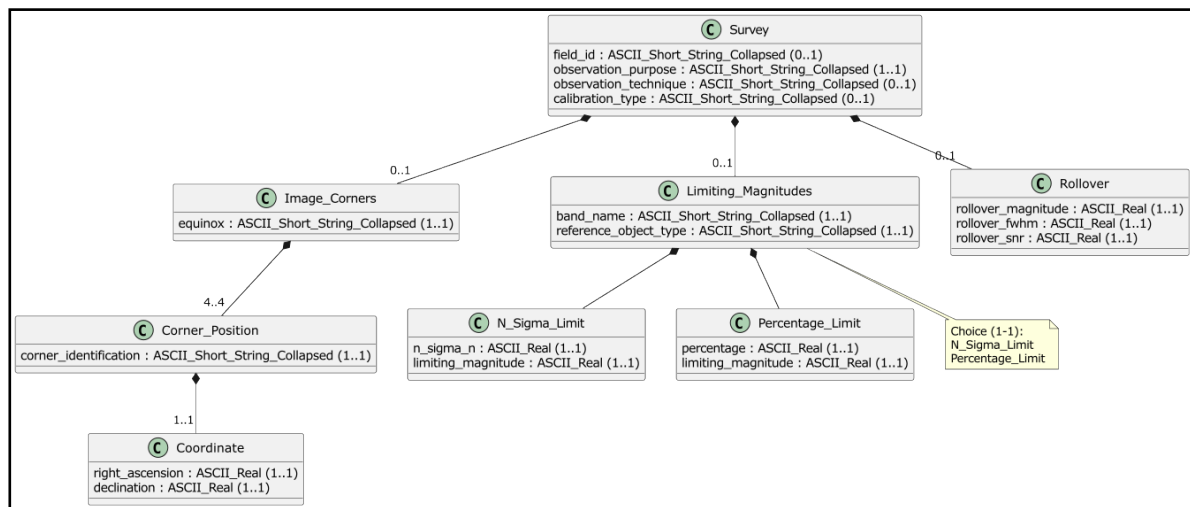 C Survey
field_id : ASCII_Short_String_Collapsed (0..1)
observation_purpose : ASCII_Short_String_Collapsed (1..1)
observation_technique : ASCII_Short_String_Collapsed (0..1)
calibration_type : ASCII_Short_String_Collapsed (0..1)
0..1
0..1
0..1
C Image_Corners
equinox : ASCII_Short_String_Collapsed (1..1)
C Limiting_Magnitudes
band_name : ASCII_Short_String_Collapsed (1..1)
reference_object_type : ASCII_Short_String_Collapsed (1..1)
C Rollover
rollover_magnitude : ASCII_Real (1..1)
rollover_fwhm : ASCII_Real (1..1)
rollover_snr : ASCII_Real (1..1)
4..4
C Corner_Position
corner_identification : ASCII_Short_String_Collapsed (1..1)
C N_Sigma_Limit
n_sigma_n : ASCII_Real (1..1)
limiting_magnitude : ASCII_Real (1..1)
C Percentage_Limit
percentage : ASCII_Real (1..1)
limiting_magnitude : ASCII_Real (1..1)
Choice (1-1):
N_Sigma_Limit
Percentage_Limit
1..1
C Coordinate
right_ascension : ASCII_Real (1..1)
declination : ASCII_Real (1..1)